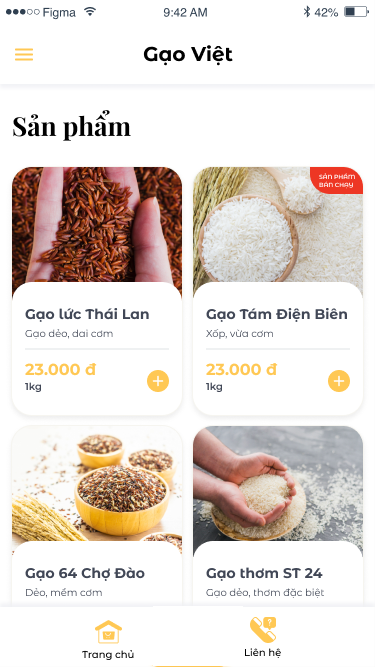 Figma
9:42 AM
42%
Gạo Việt
Sản phẩm
SẢN PHẨM
BÁN CHẠY
Gạo lức Thái Lan
Gạo dẻo, dai cơm
23.000 đ
1kg
Gạo Tám Điện Biên
Xốp, vừa cơm
23.000 đ
1kg
Gạo 64 Chợ Đào
Dẻo, mềm cơm
Gạo thơm ST 24
Gạo dẻo, thơm đặc biệt
Trang chủ
Liên hệ